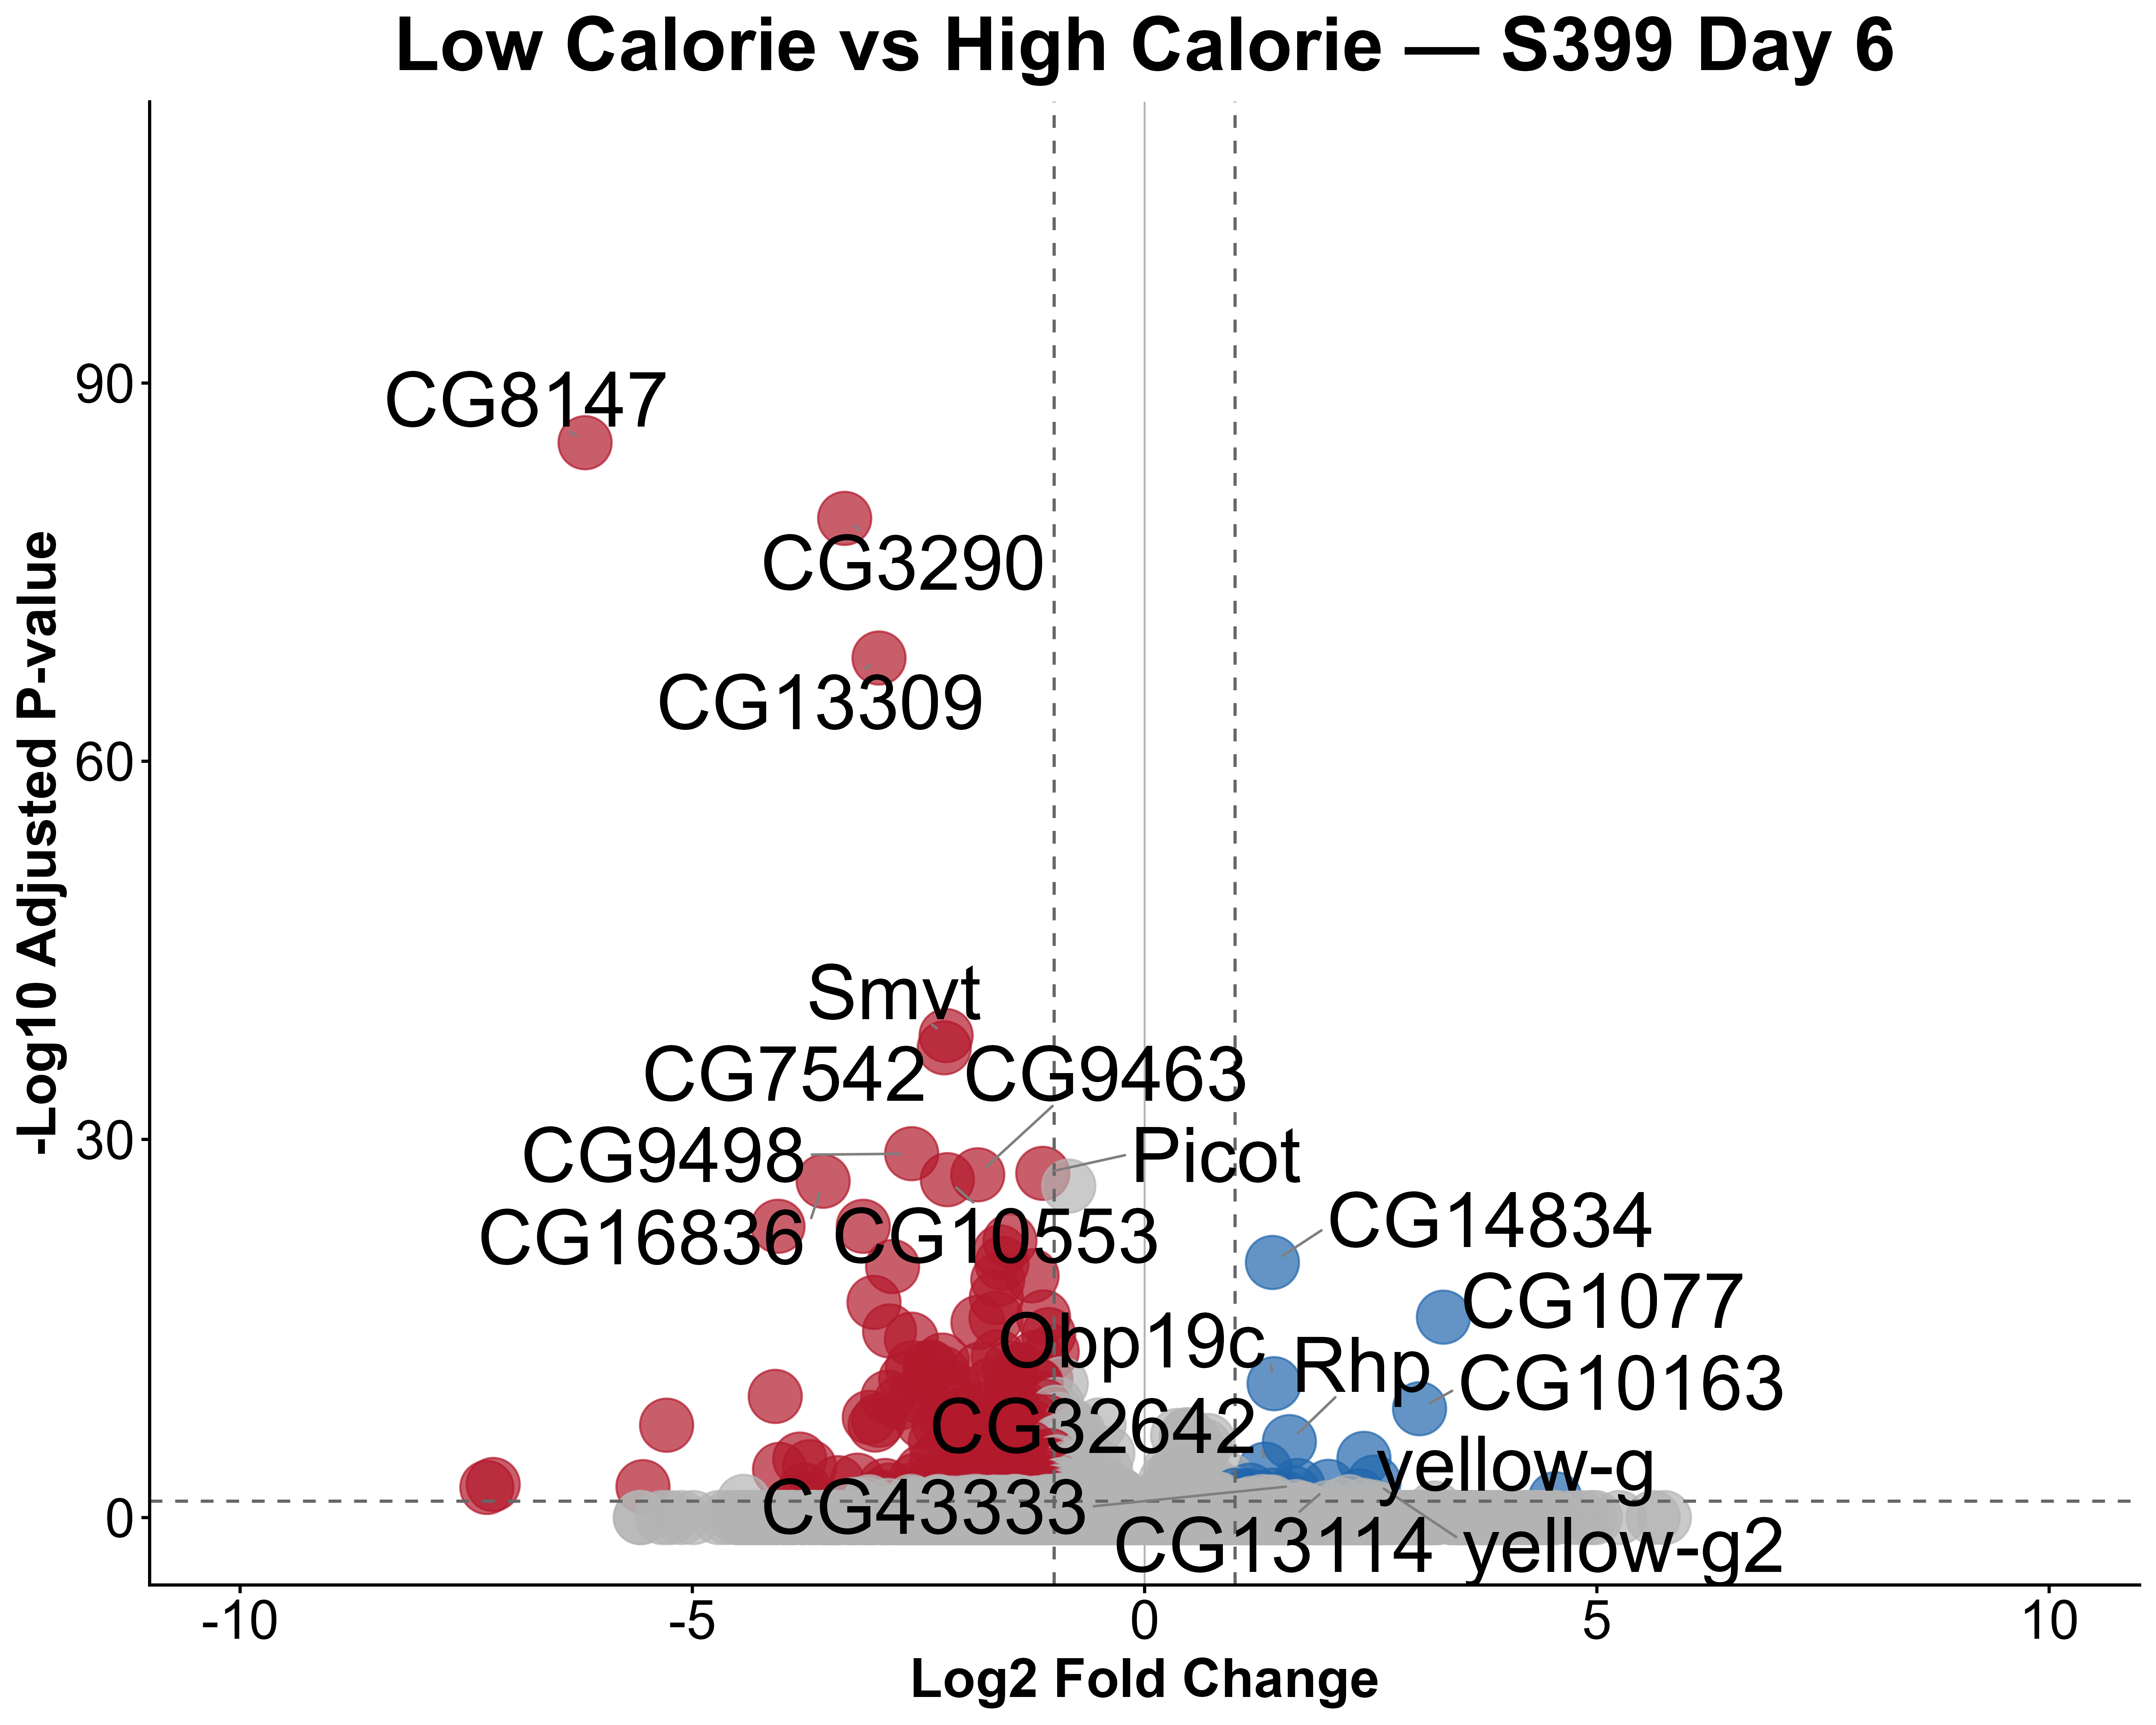 Low Calorie vs High Calorie — S399 Day 6
-Log10 Adjusted P-value
90
60
30
0
CG8147
CG3290
CG13309
Smvt
CG7542
CG9463
CG9498
Picot
CG16836
CG10553
CG14834
CG1077
Obp19c
Rhp
CG10163
CG32642
yellow-g
CG43333
CG13114
yellow-g2
-10
-5
0
5
10
Log2 Fold Change